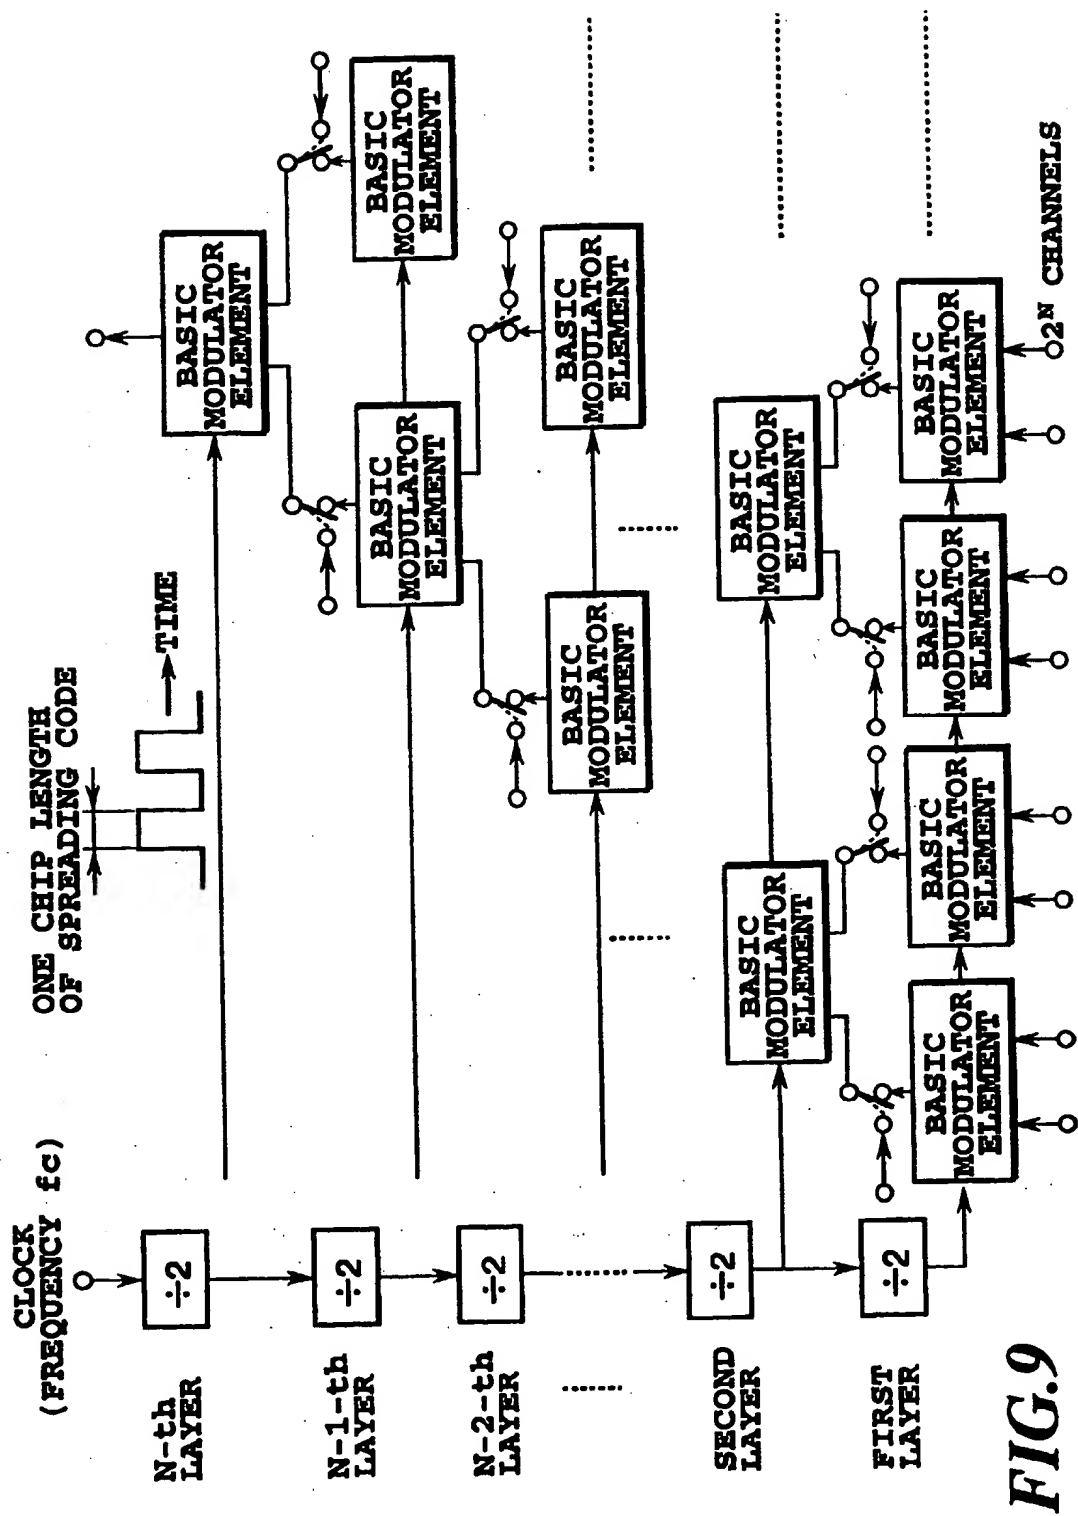 CLOCK
(FREQUENCY fc)
ONE CHIP LENGTH
OF SPREADING CODE
TIME
N-th
LAYER
÷2
BASIC
MODULATOR
ELEMENT
N-1-th
LAYER
÷2
BASIC
MODULATOR
ELEMENT
BASIC
MODULATOR
ELEMENT
N-2-th
LAYER
÷2
BASIC
MODULATOR
ELEMENT
BASIC
MODULATOR
ELEMENT
SECOND
LAYER
÷2
BASIC
MODULATOR
ELEMENT
BASIC
MODULATOR
ELEMENT
FIRST
LAYER
÷2
BASIC
MODULATOR
ELEMENT
BASIC
MODULATOR
ELEMENT
BASIC
MODULATOR
ELEMENT
BASIC
MODULATOR
ELEMENT
2ᴺ CHANNELS
FIG.9